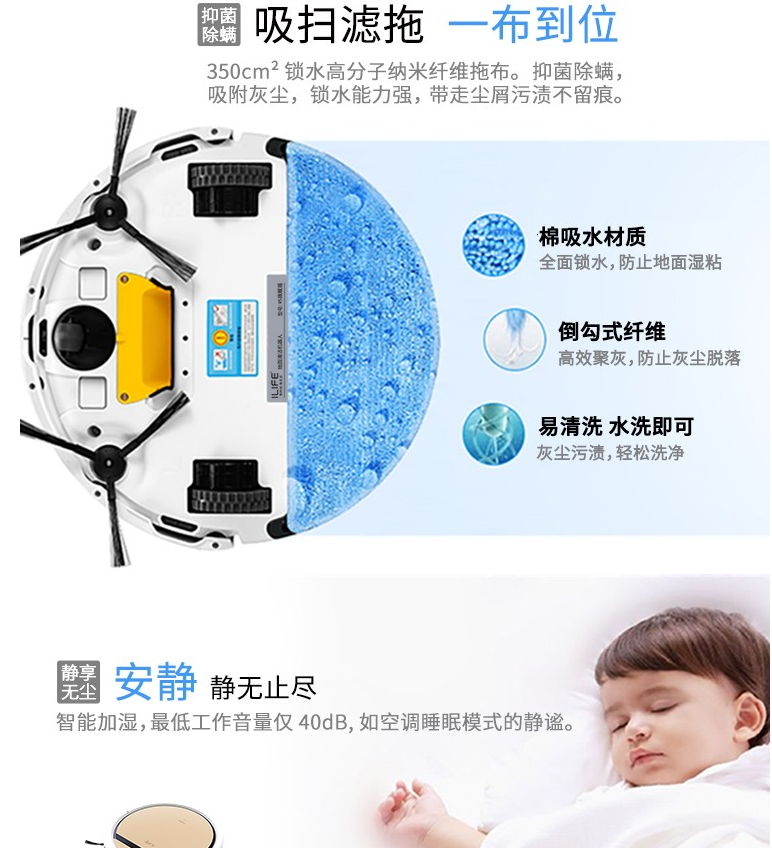 抑菌
除螨
吸扫滤拖 一布到位
350cm² 锁水高分子纳米纤维拖布。抑菌除螨，
吸附灰尘，锁水能力强，带走尘屑污渍不留痕。
棉吸水材质
全面锁水，防止地面湿粘
倒勾式纤维
高效聚灰，防止灰尘脱落
ILIFE
易清洗 水洗即可
灰尘污渍，轻松洗净
静享
无尘
安静 静无止尽
智能加湿，最低工作音量仅 40dB, 如空调睡眠模式的静谧。